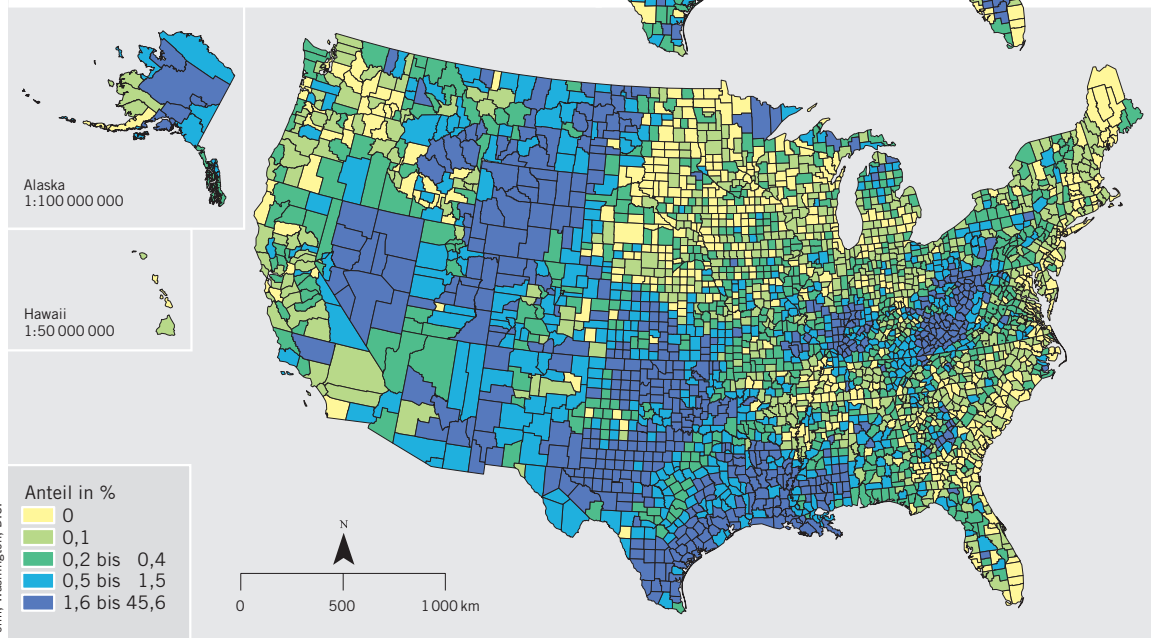 Alaska
1:100 000 000
Hawaii
1:50 000 000
Anteil in %
0
0,1
0,2 bis 0,4
0,5 bis 1,5
1,6 bis 45,6
N
0 500 1 000 km